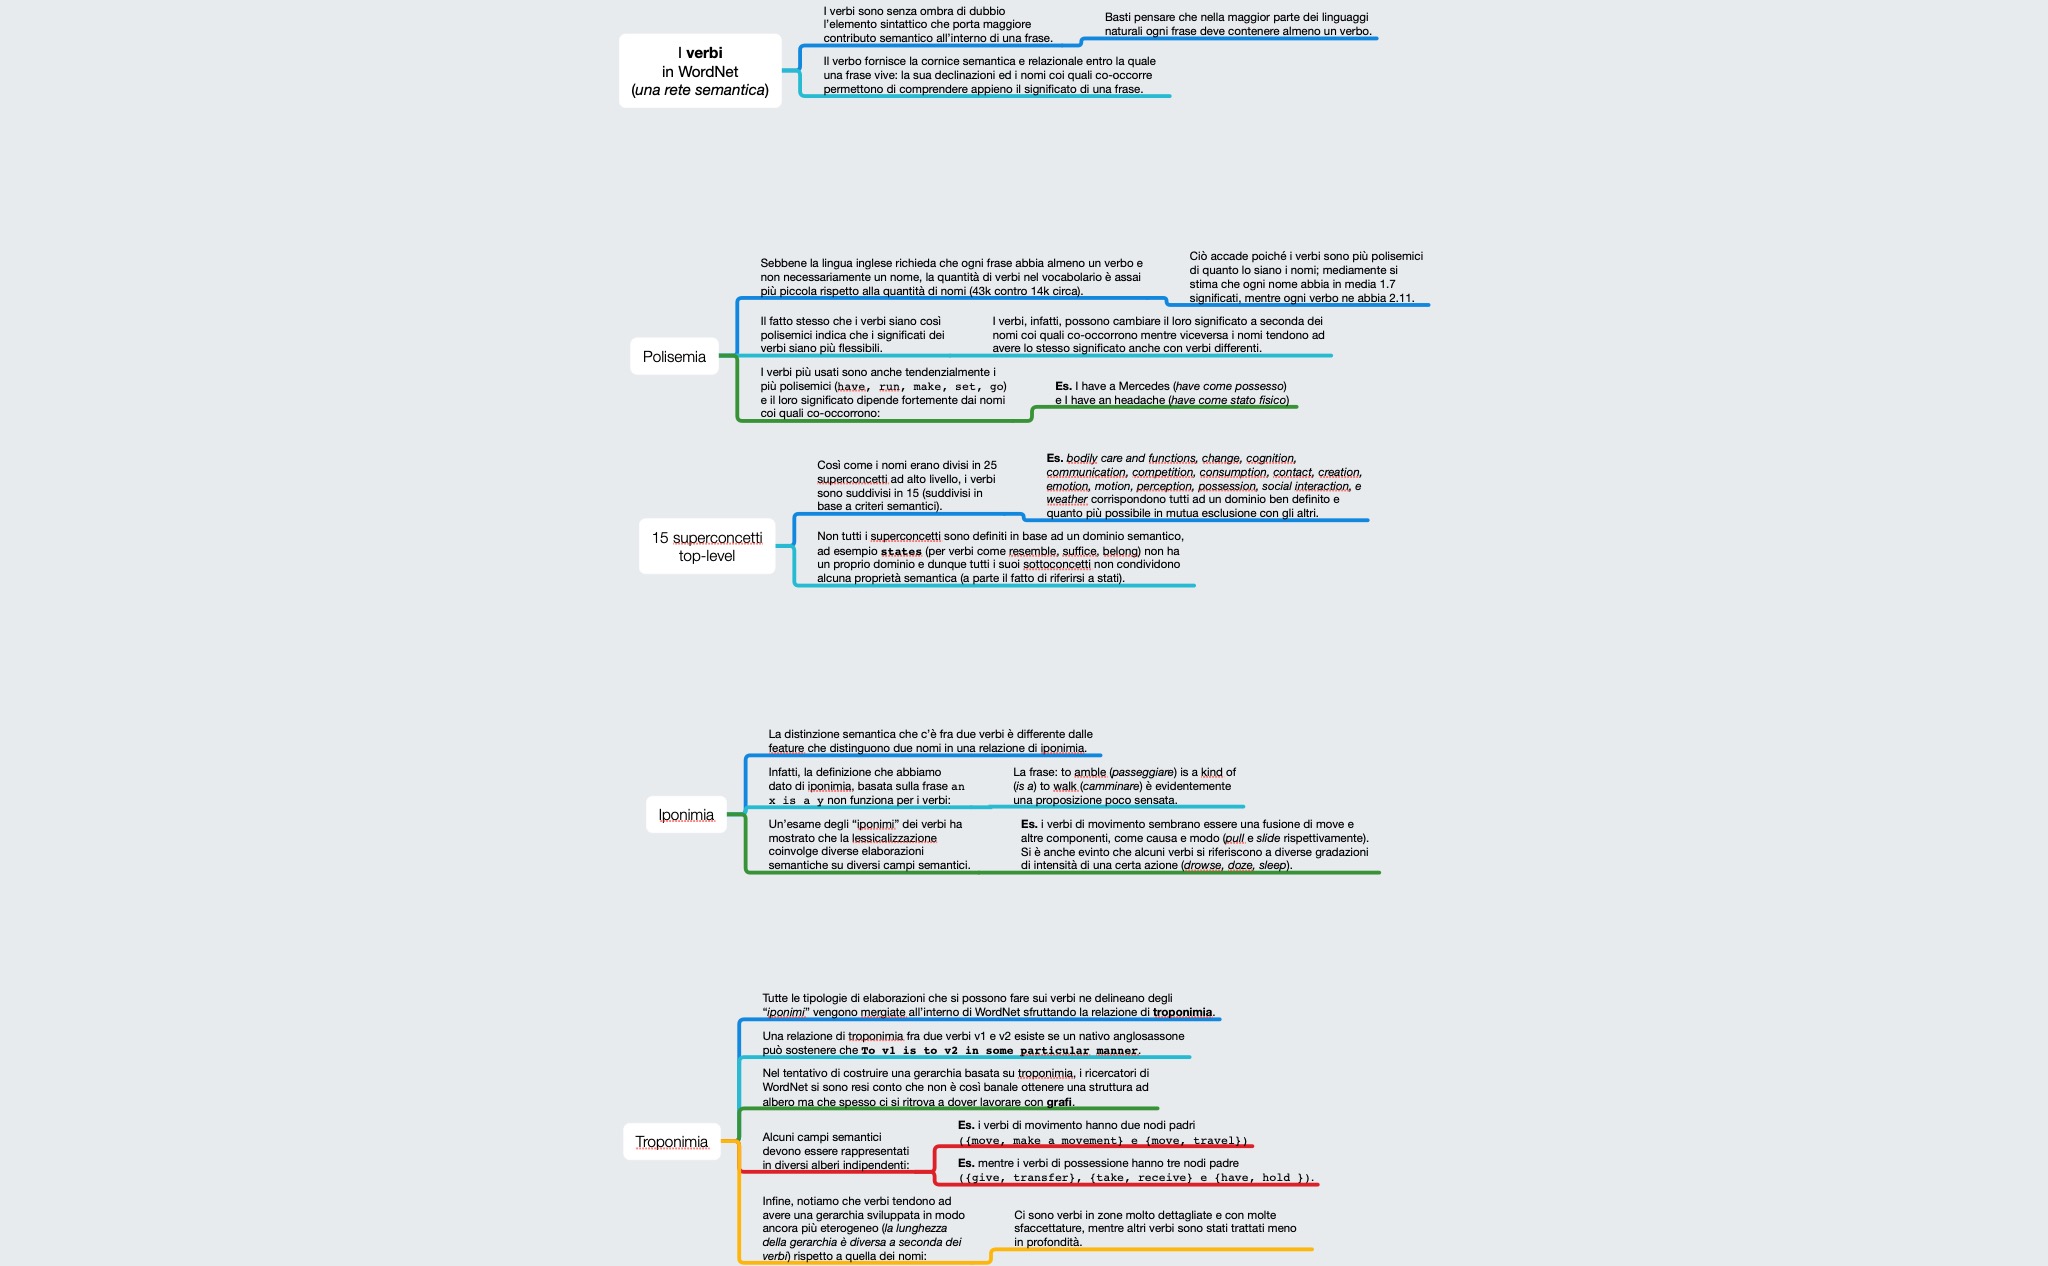 I verbi
in WordNet
(una rete semantica)
I verbi sono senza ombra di dubbio
l'elemento sintattico che porta maggiore
contributo semantico all'interno di una frase.
Basti pensare che nella maggior parte dei linguaggi
naturali ogni frase deve contenere almeno un verbo.
Il verbo fornisce la cornice semantica e relazionale entro la quale
una frase vive: la sua declinazioni ed i nomi coi quali co-occorre
permettono di comprendere appieno il significato di una frase.
Polisemia
Sebbene la lingua inglese richieda che ogni frase abbia almeno un verbo e
non necessariamente un nome, la quantità di verbi nel vocabolario è assai
più piccola rispetto alla quantità di nomi (43k contro 14k circa).
Ciò accade poiché i verbi sono più polisemici
di quanto lo siano i nomi; mediamente si
stima che ogni nome abbia in media 1.7
significati, mentre ogni verbo ne abbia 2.11.
Il fatto stesso che i verbi siano così
polisemici indica che i significati dei
verbi siano più flessibili.
I verbi, infatti, possono cambiare il loro significato a seconda dei
nomi coi quali co-occorrono mentre viceversa i nomi tendono ad
avere lo stesso significato anche con verbi differenti.
I verbi più usati sono anche tendenzialmente i
più polisemici (have, run, make, set, go)
e il loro significato dipende fortemente dai nomi
coi quali co-occorrono:
Es. I have a Mercedes (have come possesso)
e I have an headache (have come stato fisico)
15 superconcetti
top-level
Così come i nomi erano divisi in 25
superconcetti ad alto livello, i verbi
sono suddivisi in 15 (suddivisi in
base a criteri semantici).
Es. bodily care and functions, change, cognition,
communication, competition, consumption, contact, creation,
emotion, motion, perception, possession, social interaction, e
weather corrispondono tutti ad un dominio ben definito e
quanto più possibile in mutua esclusione con gli altri.
Non tutti i superconcetti sono definiti in base ad un dominio semantico,
ad esempio states (per verbi come resemble, suffice, belong) non ha
un proprio dominio e dunque tutti i suoi sottoconcetti non condividono
alcuna proprietà semantica (a parte il fatto di riferirsi a stati).
Iponimia
La distinzione semantica che c'è fra due verbi è differente dalle
feature che distinguono due nomi in una relazione di iponimia.
Infatti, la definizione che abbiamo
dato di iponimia, basata sulla frase an
x is a y non funziona per i verbi:
La frase: to amble (passeggiare) is a kind of
(is a) to walk (camminare) è evidentemente
una proposizione poco sensata.
Un'esame degli “iponimi” dei verbi ha
mostrato che la lessicalizzazione
coinvolge diverse elaborazioni
semantiche su diversi campi semantici.
Es. i verbi di movimento sembrano essere una fusione di move e
altre componenti, come causa e modo (pull e slide rispettivamente).
Si è anche evinto che alcuni verbi si riferiscono a diverse gradazioni
di intensità di una certa azione (drowse, doze, sleep).
Troponimia
Tutte le tipologie di elaborazioni che si possono fare sui verbi ne delineano degli
“iponimi” vengono mergiate all'interno di WordNet sfruttando la relazione di troponimia.
Una relazione di troponimia fra due verbi v1 e v2 esiste se un nativo anglosassone
può sostenere che To v1 is to v2 in some particular manner.
Nel tentativo di costruire una gerarchia basata su troponimia, i ricercatori di
WordNet si sono resi conto che non è così banale ottenere una struttura ad
albero ma che spesso ci si ritrova a dover lavorare con grafi.
Alcuni campi semantici
devono essere rappresentati
in diversi alberi indipendenti:
Es. i verbi di movimento hanno due nodi padri
({move, make a movement} e {move, travel})
Es. mentre i verbi di possessione hanno tre nodi padre
({give, transfer}, {take, receive} e {have, hold }).
Infine, notiamo che verbi tendono ad
avere una gerarchia sviluppata in modo
ancora più eterogeneo (la lunghezza
della gerarchia è diversa a seconda dei
verbi) rispetto a quella dei nomi:
Ci sono verbi in zone molto dettagliate e con molte
sfaccettature, mentre altri verbi sono stati trattati meno
in profondità.